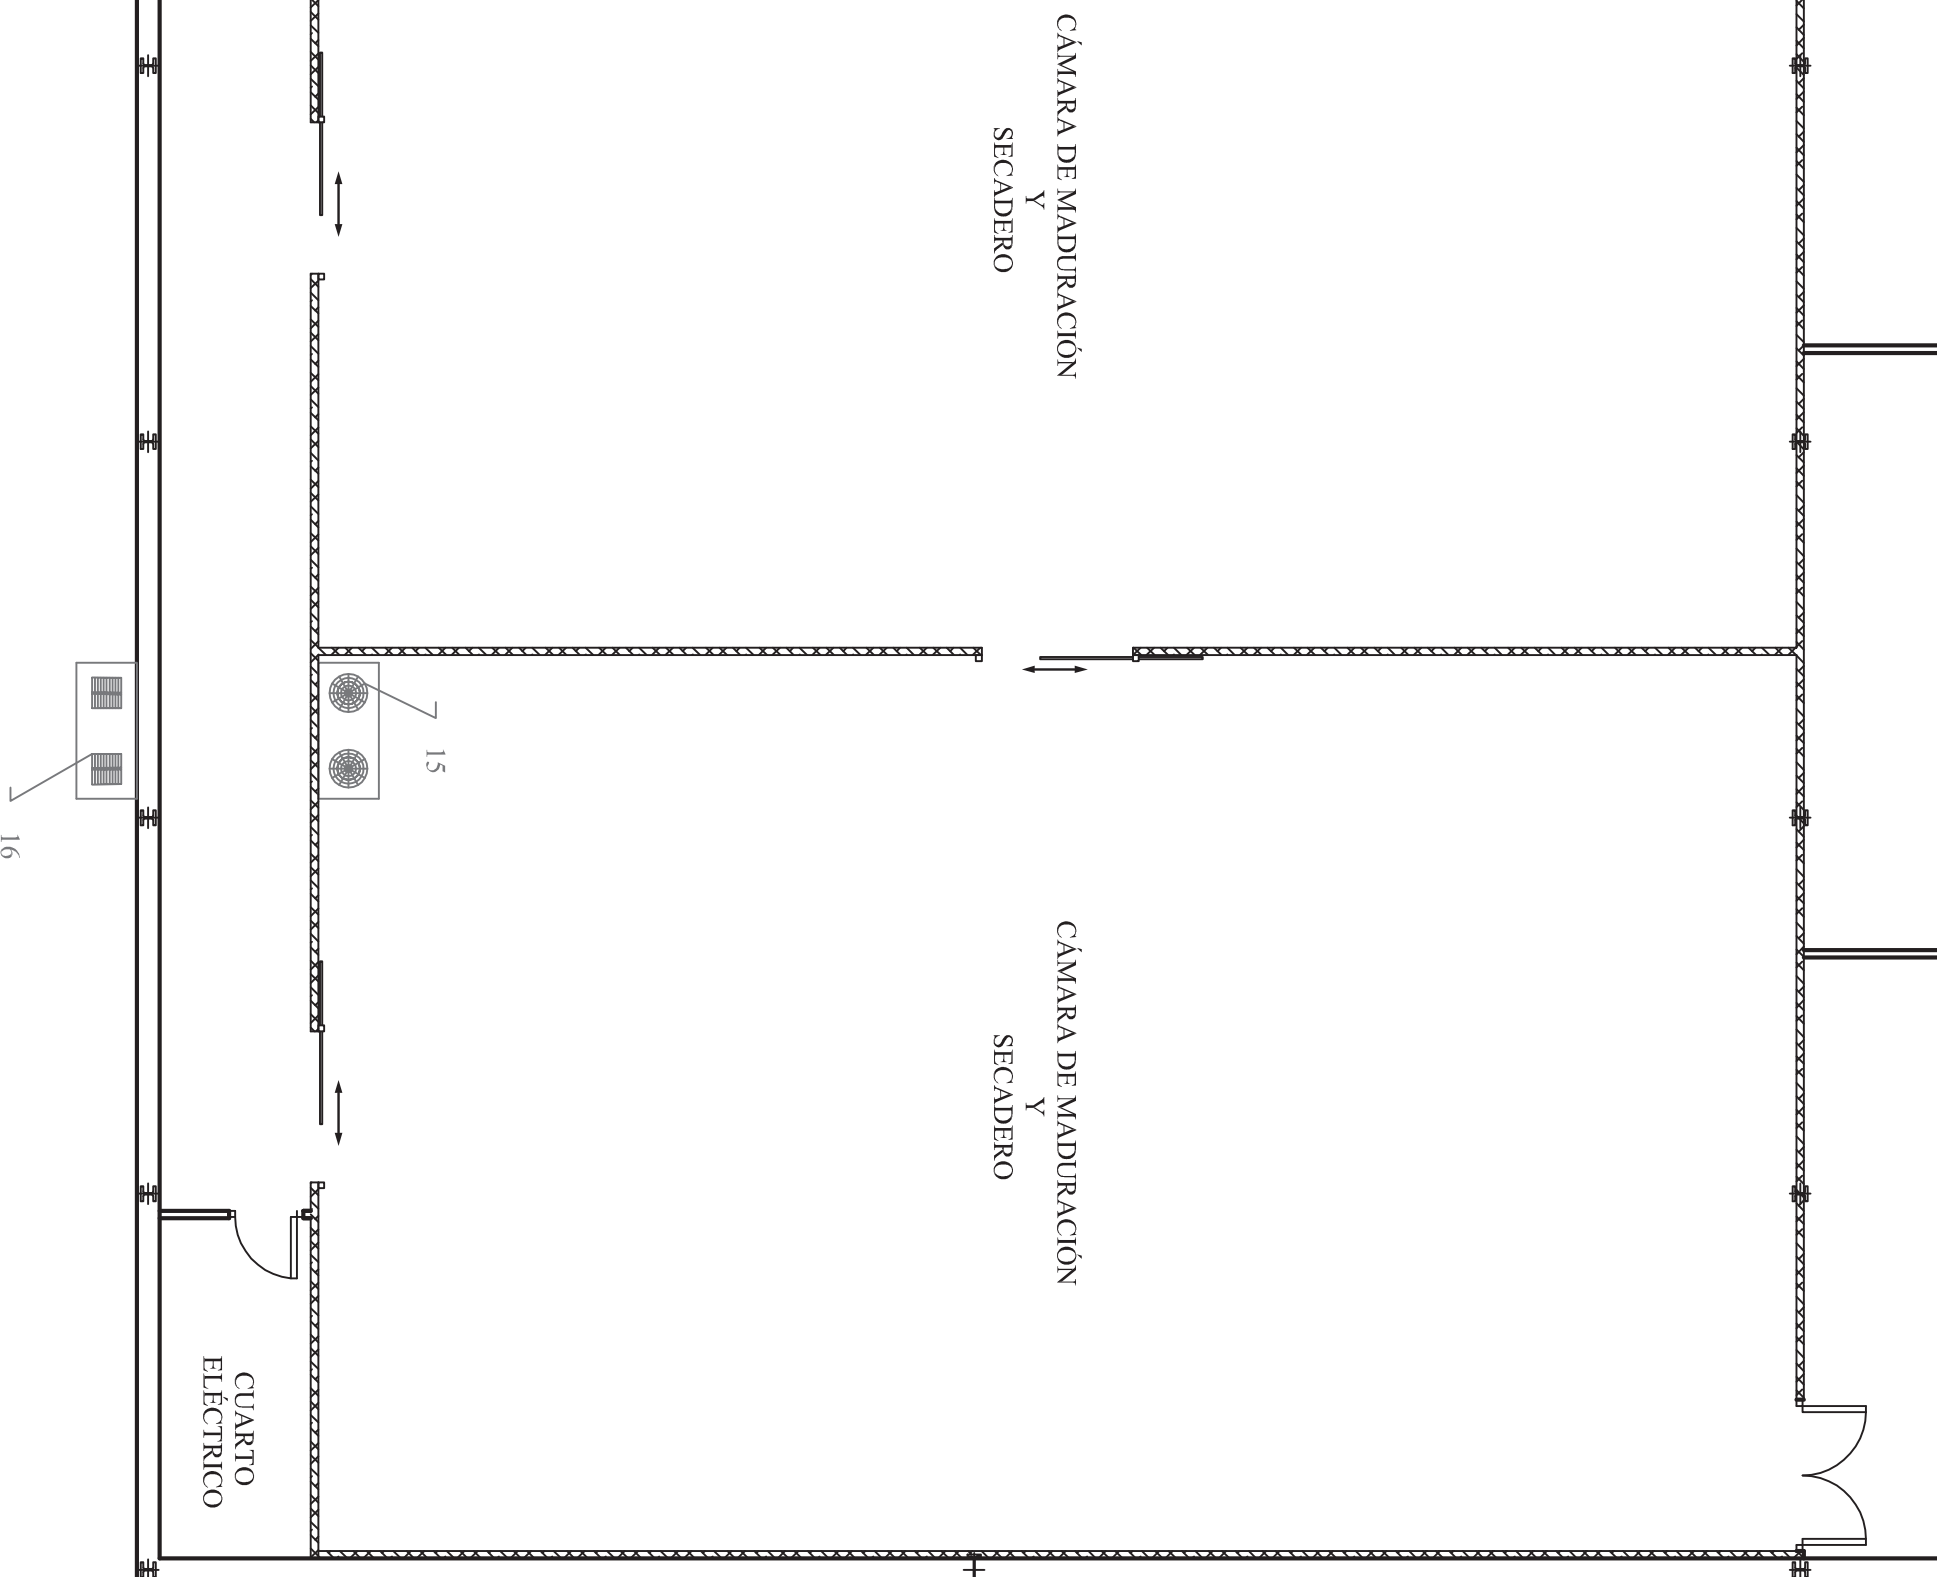 CÁMARA DE MADURACIÓN
Y
SECADERO
15
16
CÁMARA DE MADURACIÓN
Y
SECADERO
CUARTO
ELÉCTRICO